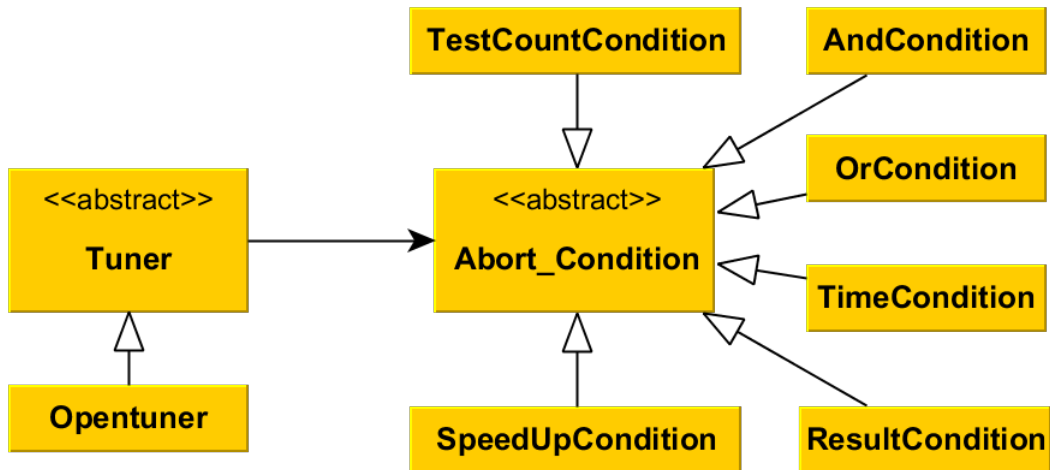 TestCountCondition
AndCondition
OrCondition
<<abstract>>
Tuner
<<abstract>>
Abort_Condition
TimeCondition
Opentuner
SpeedUpCondition
ResultCondition